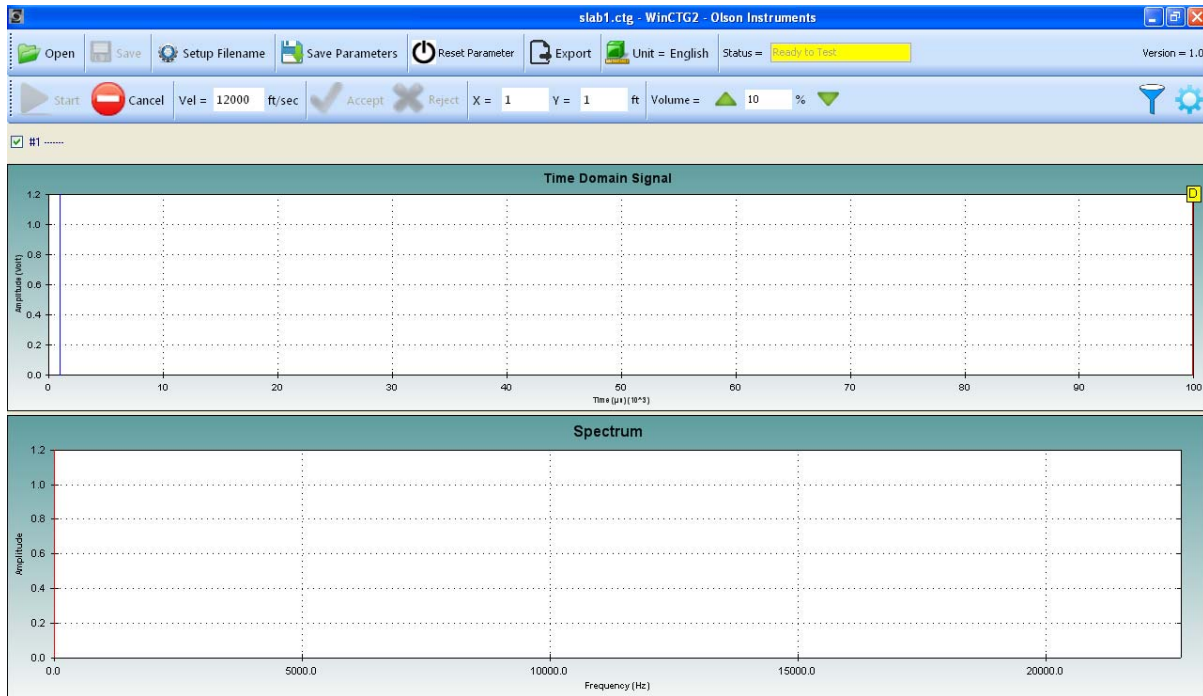 slab1.ctg - WinCTG2 - Olson Instruments
Open Save Setup Filename Save Parameters Reset Parameter Export Unit = English Status = Ready to Test Version = 1.0
Start Cancel Vel = 12000 ft/sec Accept Reject X = 1 Y = 1 ft Volume = 10 %
#1 -------
Time Domain Signal
D
1.2
1.0
0.8
0.6
0.4
0.2
0.0
Amplitude (Volt)
0 10 20 30 40 50 60 70 80 90 100
Time (µs) (10^3)
Spectrum
1.2
1.0
0.8
0.6
0.4
0.2
0.0
Amplitude
0.0 5000.0 10000.0 15000.0 20000.0
Frequency (Hz)